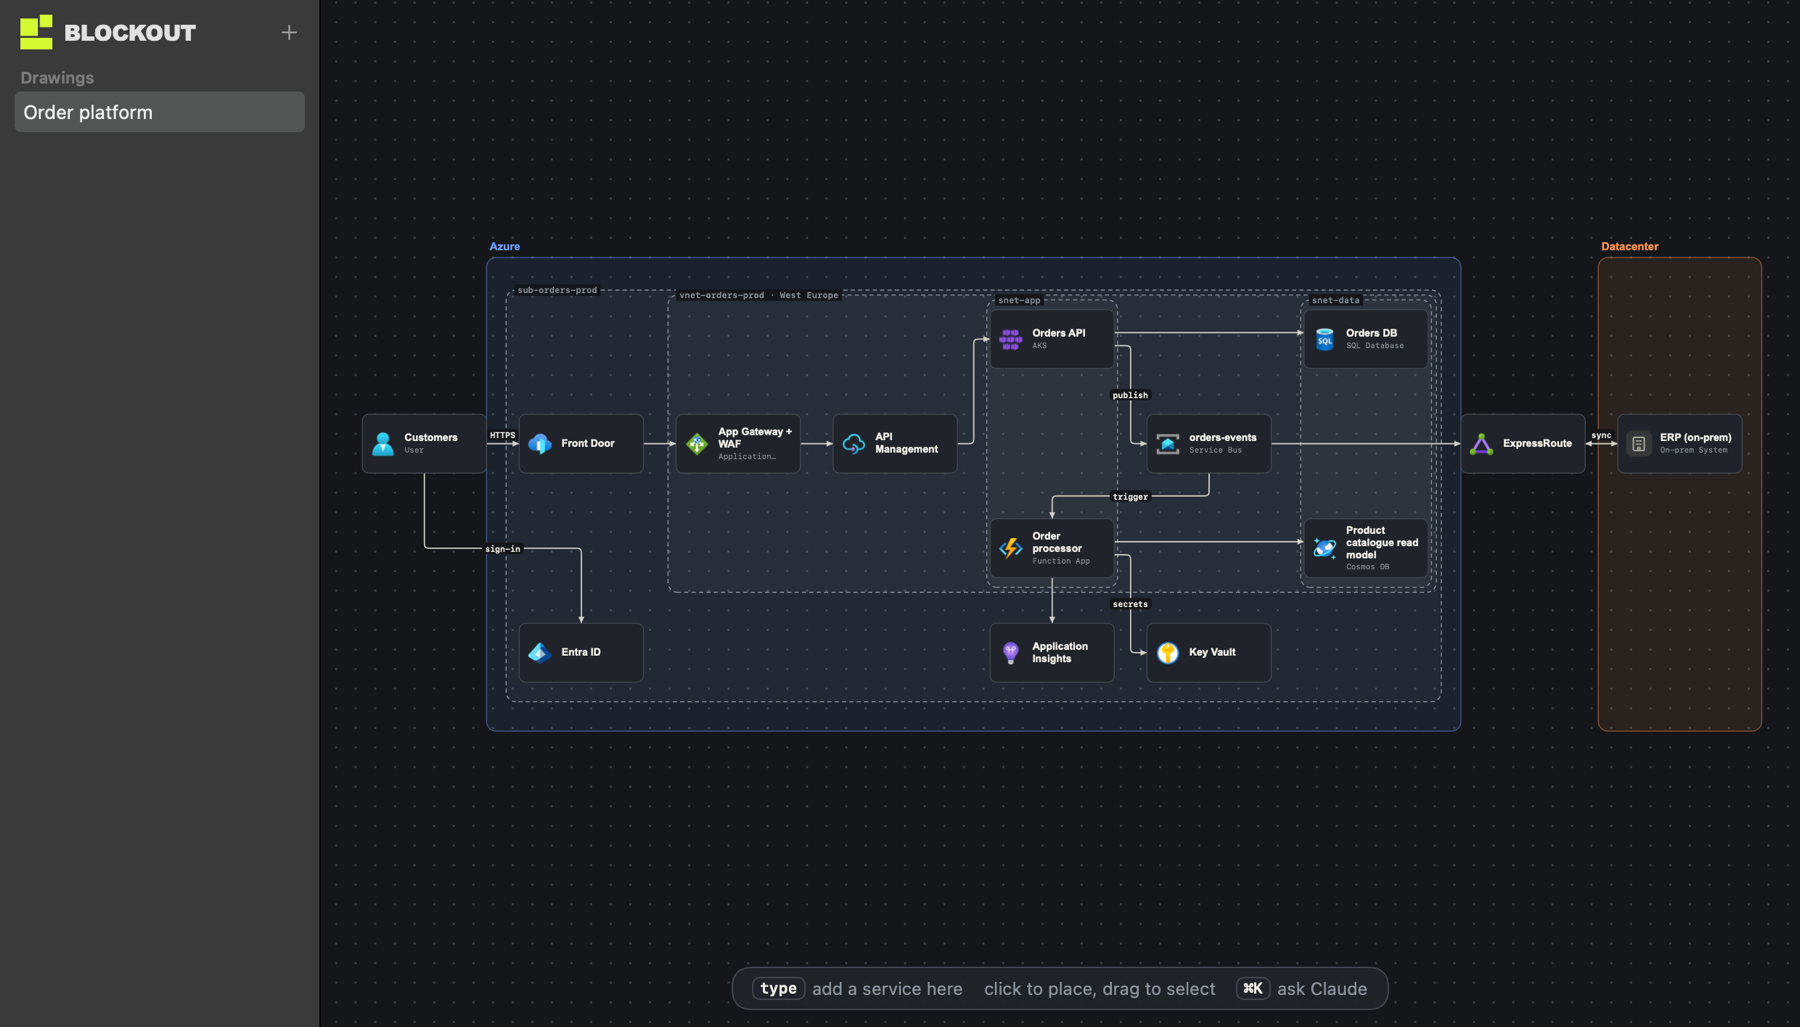 BLOCKOUT
Drawings
Order platform
Azure
Datacenter
sub-orders-prod
vnet-orders-prod · West Europe
snet-app
snet-data
Orders API
AKS
Orders DB
SQL
SQL Database
publish
Customers
User
HTTPS
Front Door
App Gateway +
WAF
Application…
API
Management
orders-events
Service Bus
ExpressRoute
sync
ERP (on-prem)
On-prem System
trigger
Order
processor
Function App
Product
catalogue read
model
Cosmos DB
sign-in
secrets
Entra ID
Application
Insights
Key Vault
type add a service here click to place, drag to select ⌘K ask Claude